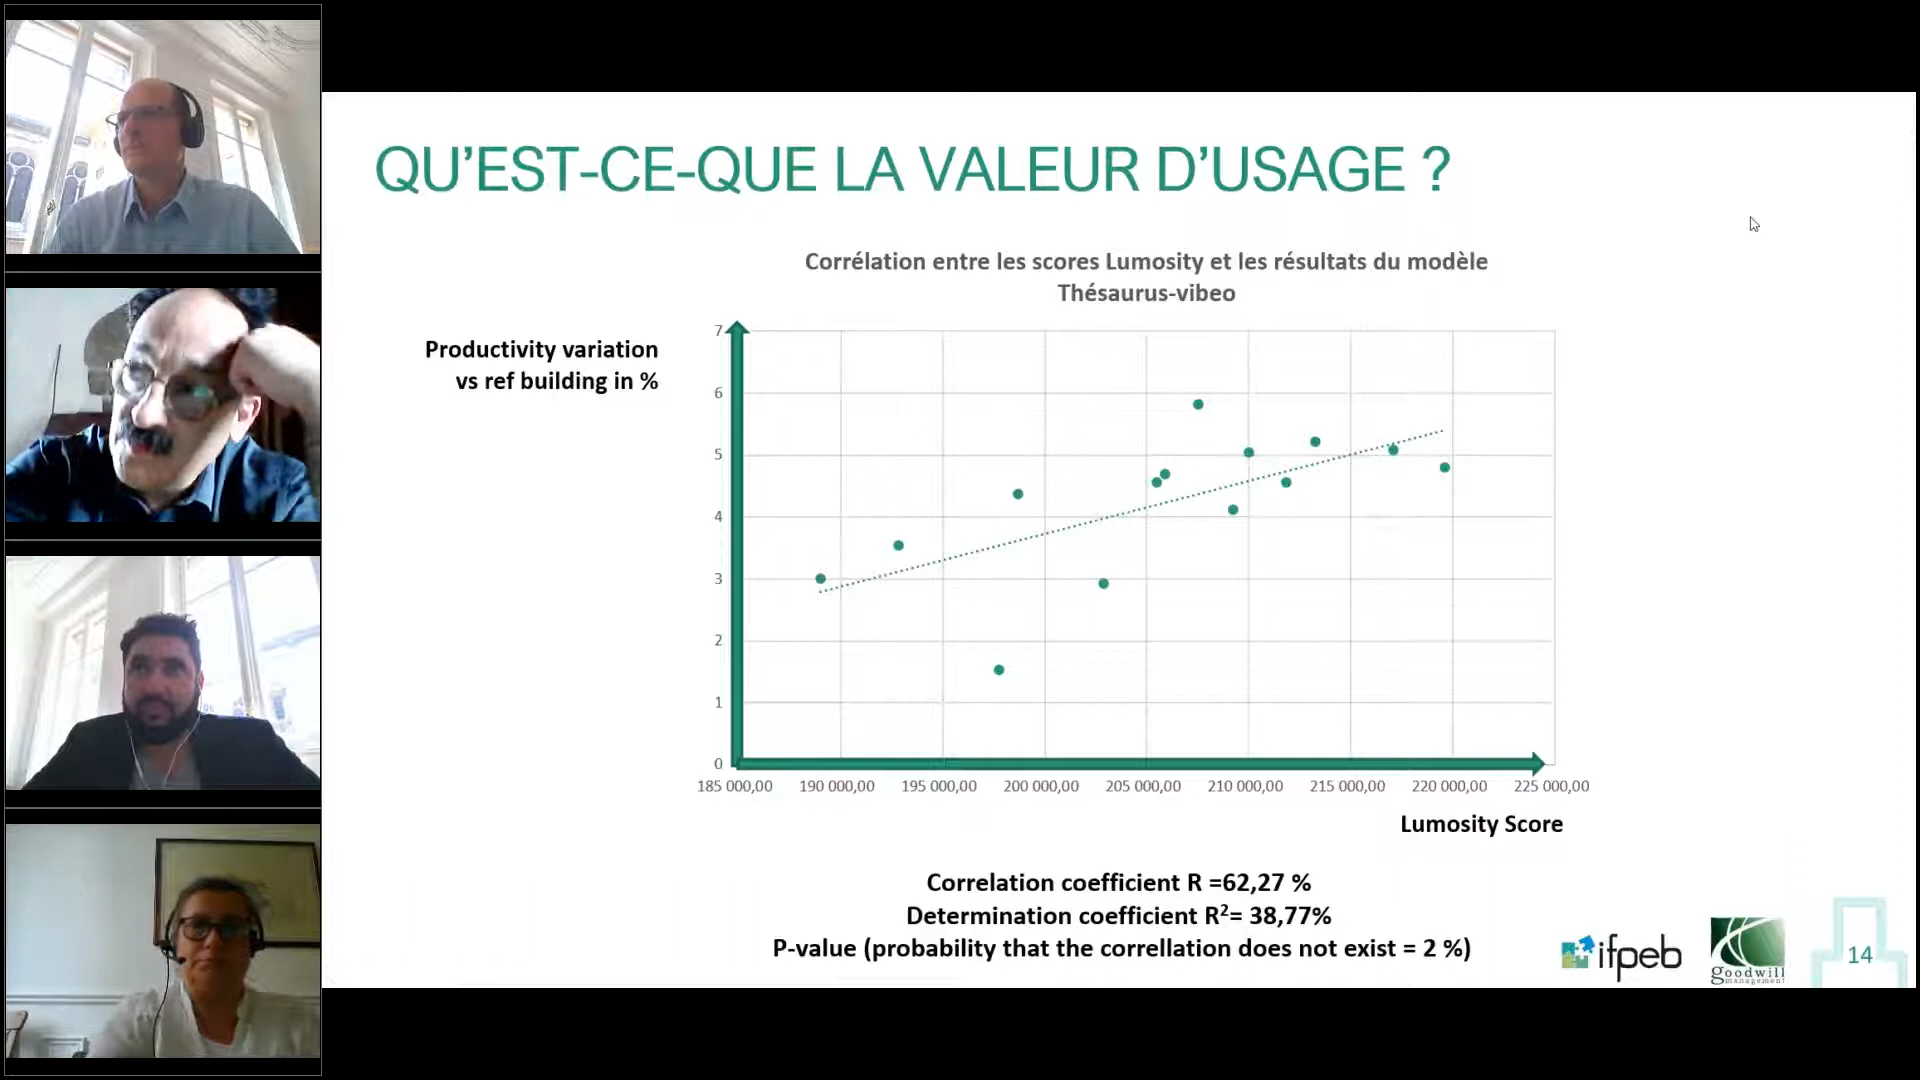 QU'EST-CE-QUE LA VALEUR D'USAGE ?
Corrélation entre les scores Lumosity et les résultats du modèle
Thésaurus-vibeo
Productivity variation
vs ref building in %
7
6
5
4
3
2
1
0
185 000,00 190 000,00 195 000,00 200 000,00 205 000,00 210 000,00 215 000,00 220 000,00 225 000,00
Lumosity Score
Correlation coefficient R =62,27 %
Determination coefficient R²= 38,77%
P-value (probability that the correllation does not exist = 2 %)
ifpeb
goodwill
management
14